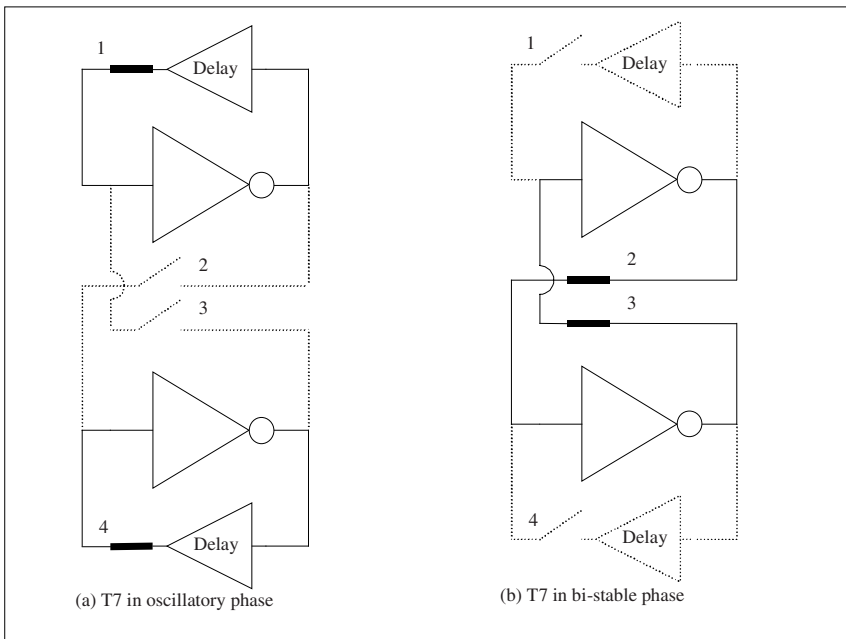 1
Delay
2
3
4
Delay
(a) T7 in oscillatory phase
1
Delay
2
3
4
Delay
(b) T7 in bi-stable phase